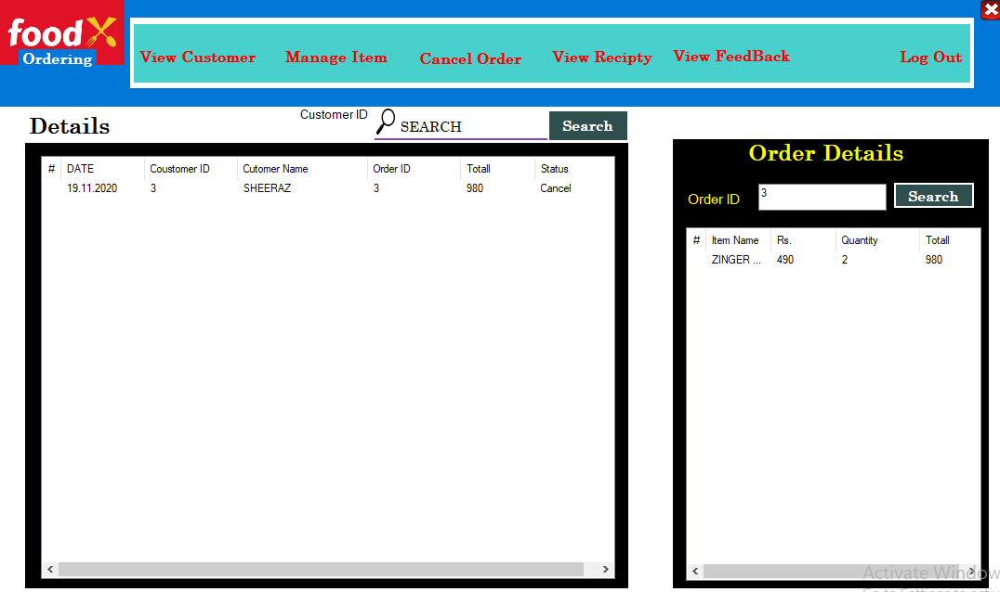 food
Ordering
View Customer Manage Item Cancel Order View Recipty View FeedBack Log Out
Details
Customer ID SEARCH Search
# DATE Coustomer ID Cutomer Name Order ID Totall Status
19.11.2020 3 SHEERAZ 3 980 Cancel
Order Details
Order ID 3 Search
# Item Name Rs. Quantity Totall
ZINGER ... 490 2 980
Activate Window